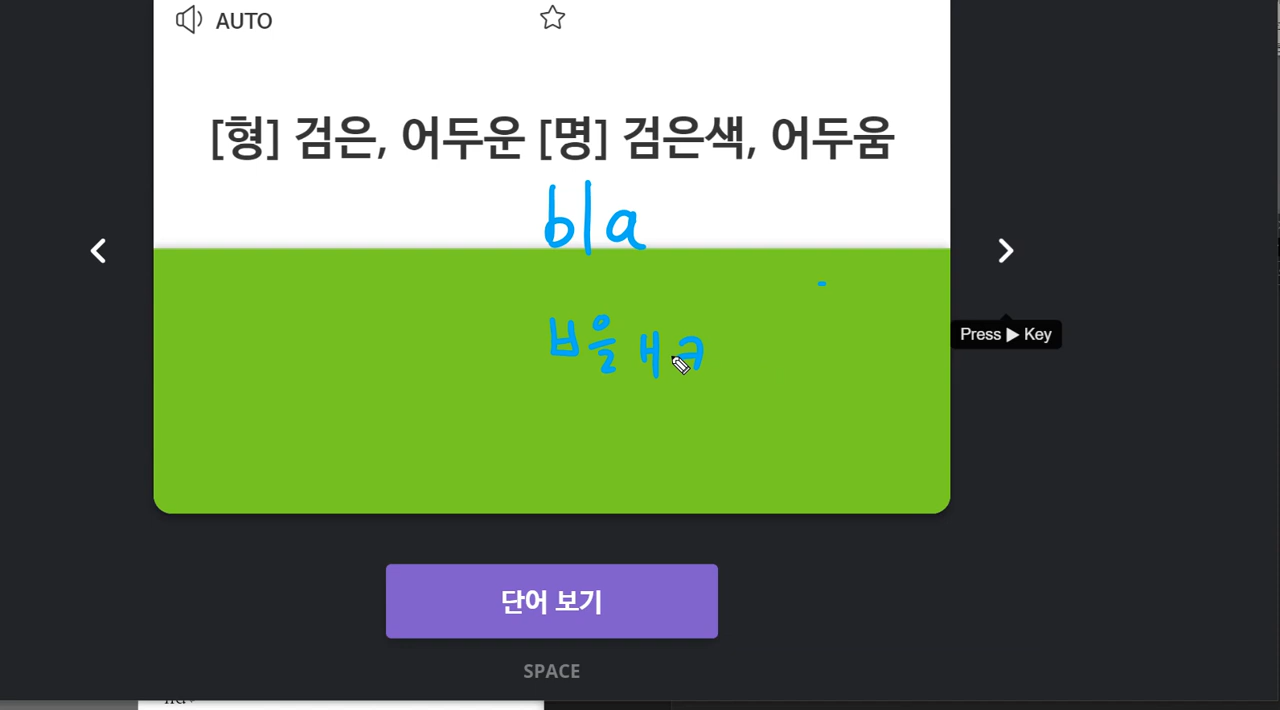 AUTO
[형] 검은, 어두운 [명] 검은색, 어두움
bla
ㅂ을ㅐㅋ
Press ▶ Key
단어 보기
SPACE